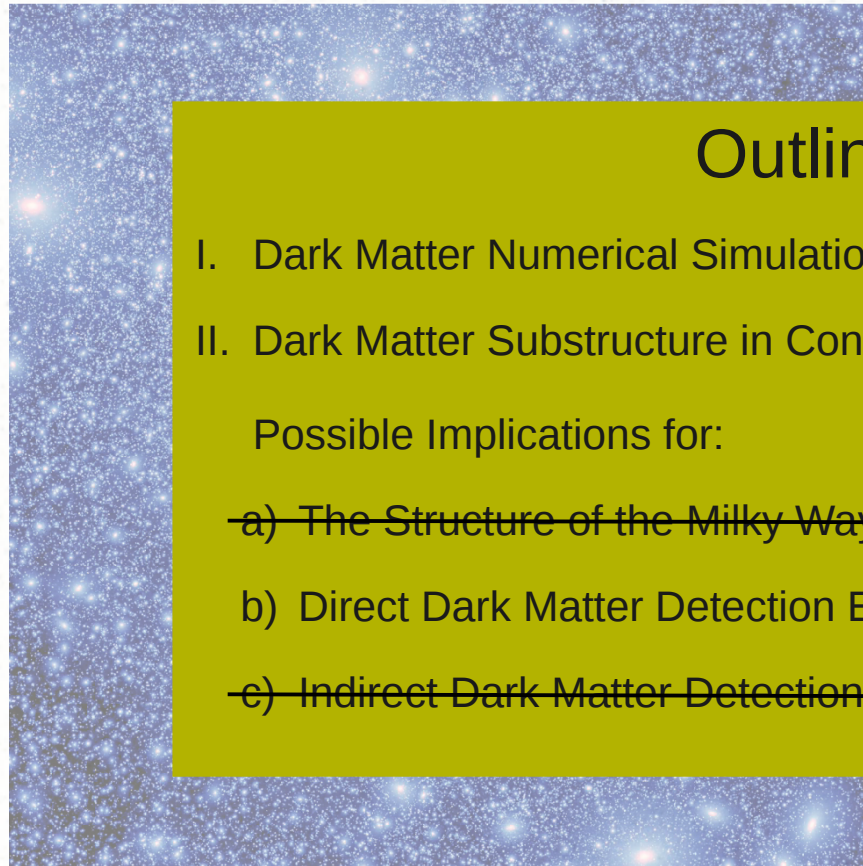 Outlin
I. Dark Matter Numerical Simulatio
II. Dark Matter Substructure in Con
Possible Implications for:
a) The Structure of the Milky Way
b) Direct Dark Matter Detection E
c) Indirect Dark Matter Detection